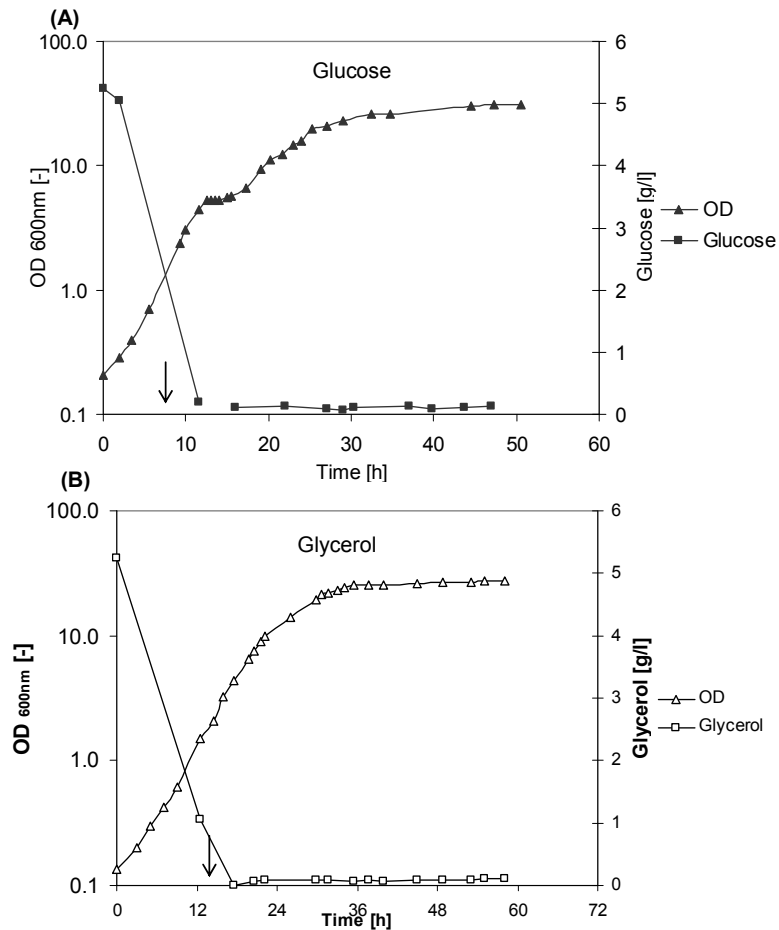 (A)
100.0
10.0
1.0
0.1
OD 600nm [-]
Glucose
6
5
4
3
2
1
0
Glucose [g/l]
OD
Glucose
0 10 20 30 40 50 60
Time [h]
(B)
100.0
10.0
1.0
0.1
OD 600nm [-]
Glycerol
6
5
4
3
2
1
0
Glycerol [g/l]
OD
Glycerol
0 12 24 36 48 60 72
Time [h]